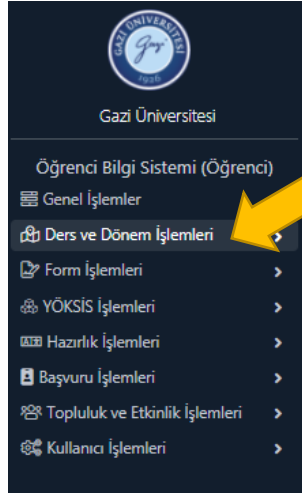 GAZİ ÜNİVERSİTESİ
Gazi
1926
Gazi Üniversitesi
Öğrenci Bilgi Sistemi (Öğrenci)
Genel İşlemler
Ders ve Dönem İşlemleri
Form İşlemleri
YÖKSİS İşlemleri
Hazırlık İşlemleri
Başvuru İşlemleri
Topluluk ve Etkinlik İşlemleri
Kullanıcı İşlemleri